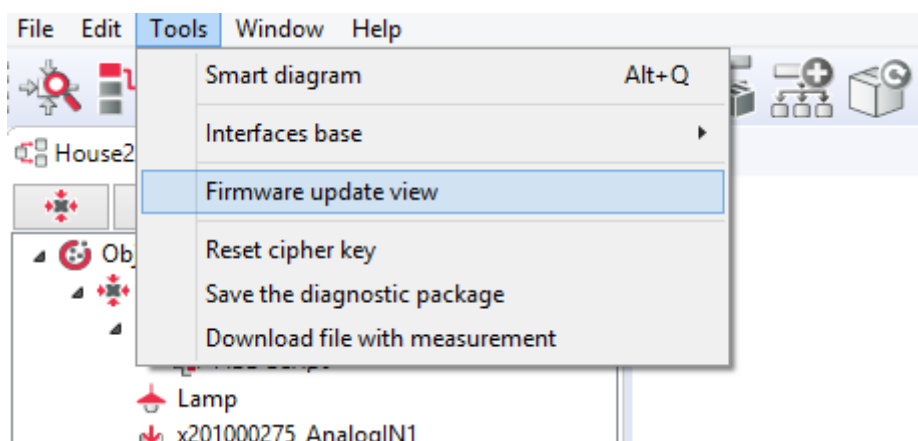 File Edit Tools Window Help
Smart diagram Alt+Q
Interfaces base
House2
Firmware update view
Obj
Reset cipher key
Save the diagnostic package
Download file with measurement
Lamp
x201000275_AnalogIN1